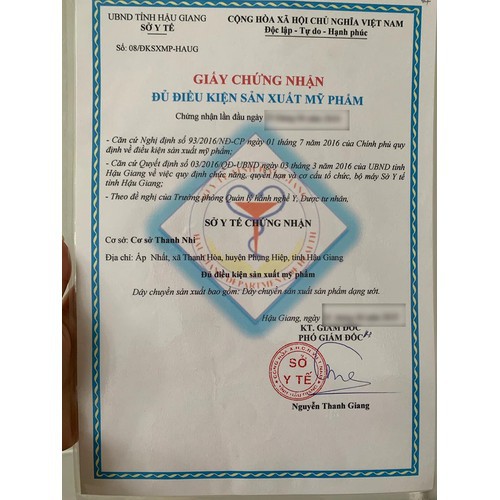 UBND TỈNH HẬU GIANG
SỞ Y TẾ
CỘNG HÒA XÃ HỘI CHỦ NGHĨA VIỆT NAM
Độc lập - Tự do - Hạnh phúc
Số: 08/ĐKSXMP-HAUG
GIẤY CHỨNG NHẬN
ĐỦ ĐIỀU KIỆN SẢN XUẤT MỸ PHẨM
Chứng nhận lần đầu ngày
- Căn cứ Nghị định số 93/2016/NĐ-CP ngày 01 tháng 7 năm 2016 của Chính phủ quy
định về điều kiện sản xuất mỹ phẩm;
- Căn cứ Quyết định số 03/2016/QĐ-UBND ngày 03 tháng 3 năm 2016 của UBND tỉnh
Hậu Giang về việc quy định chức năng, quyền hạn và cơ cấu tổ chức, bộ máy Sở Y tế
tỉnh Hậu Giang;
- Theo đề nghị của Trưởng phòng Quản lý hành nghề Y, Dược tư nhân,
SỞ Y TẾ CHỨNG NHẬN
Cơ sở: Cơ sở Thanh Nhi
Địa chỉ: Ấp Nhất, xã Thạnh Hòa, huyện Phụng Hiệp, tỉnh Hậu Giang
Đủ điều kiện sản xuất mỹ phẩm
Dây chuyền sản xuất bao gồm: Dây chuyền sản xuất sản phẩm dạng ướt.
Hậu Giang, ngày
KT. GIÁM ĐỐC
PHÓ GIÁM ĐỐC
SỞ
Y TẾ
Nguyễn Thanh Giang